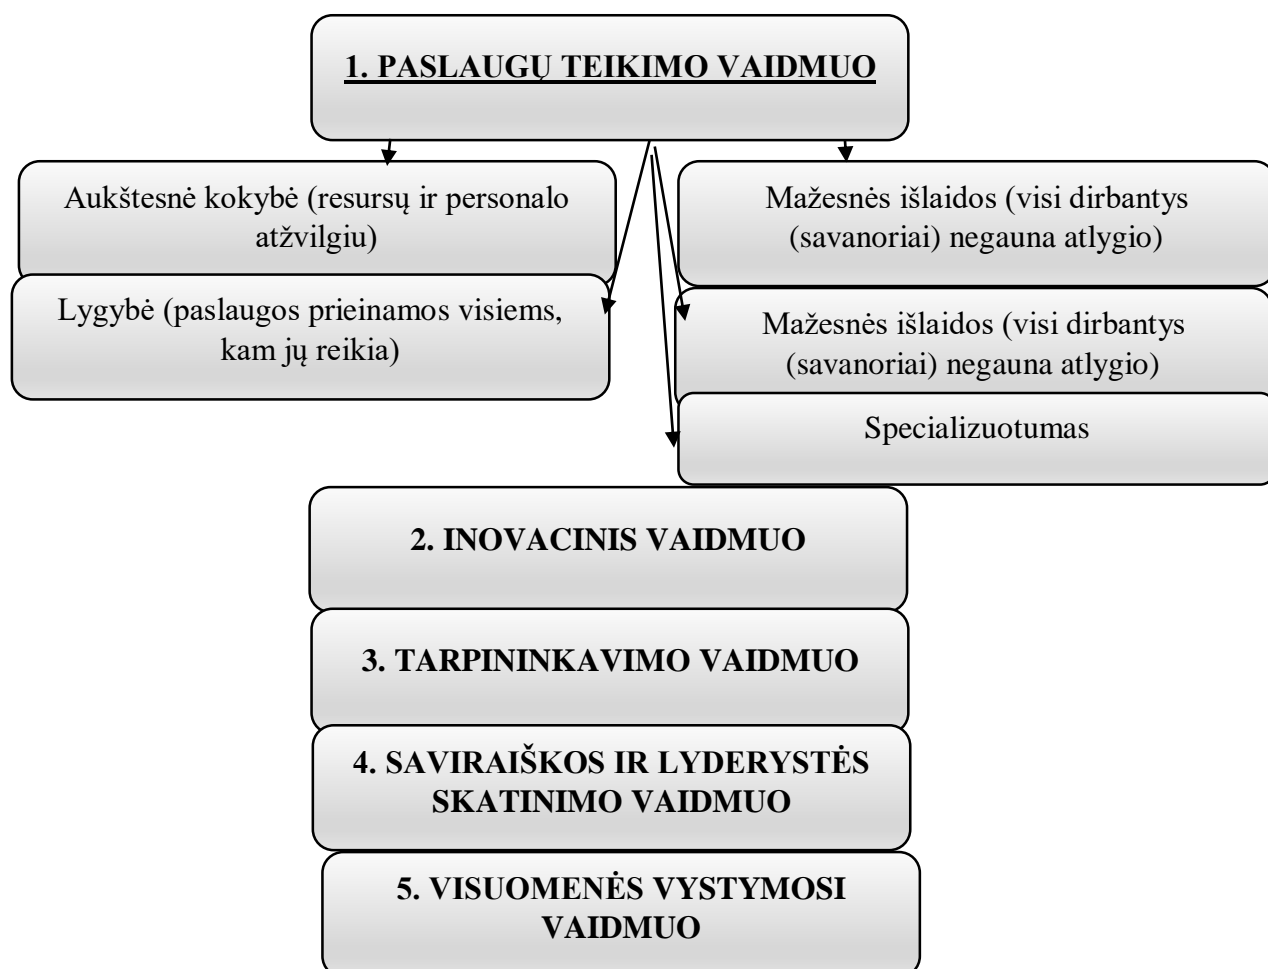 1. PASLAUGŲ TEIKIMO VAIDMUO
Aukštesnė kokybė (resursų ir personalo
atžvilgiu)
Lygybė (paslaugos prieinamos visiems,
kam jų reikia)
Mažesnės išlaidos (visi dirbantys
(savanoriai) negauna atlygio)
Mažesnės išlaidos (visi dirbantys
(savanoriai) negauna atlygio)
Specializuotumas
2. INOVACINIS VAIDMUO
3. TARPININKAVIMO VAIDMUO
4. SAVIRAIŠKOS IR LYDERYSTĖS
SKATINIMO VAIDMUO
5. VISUOMENĖS VYSTYMOSI
VAIDMUO